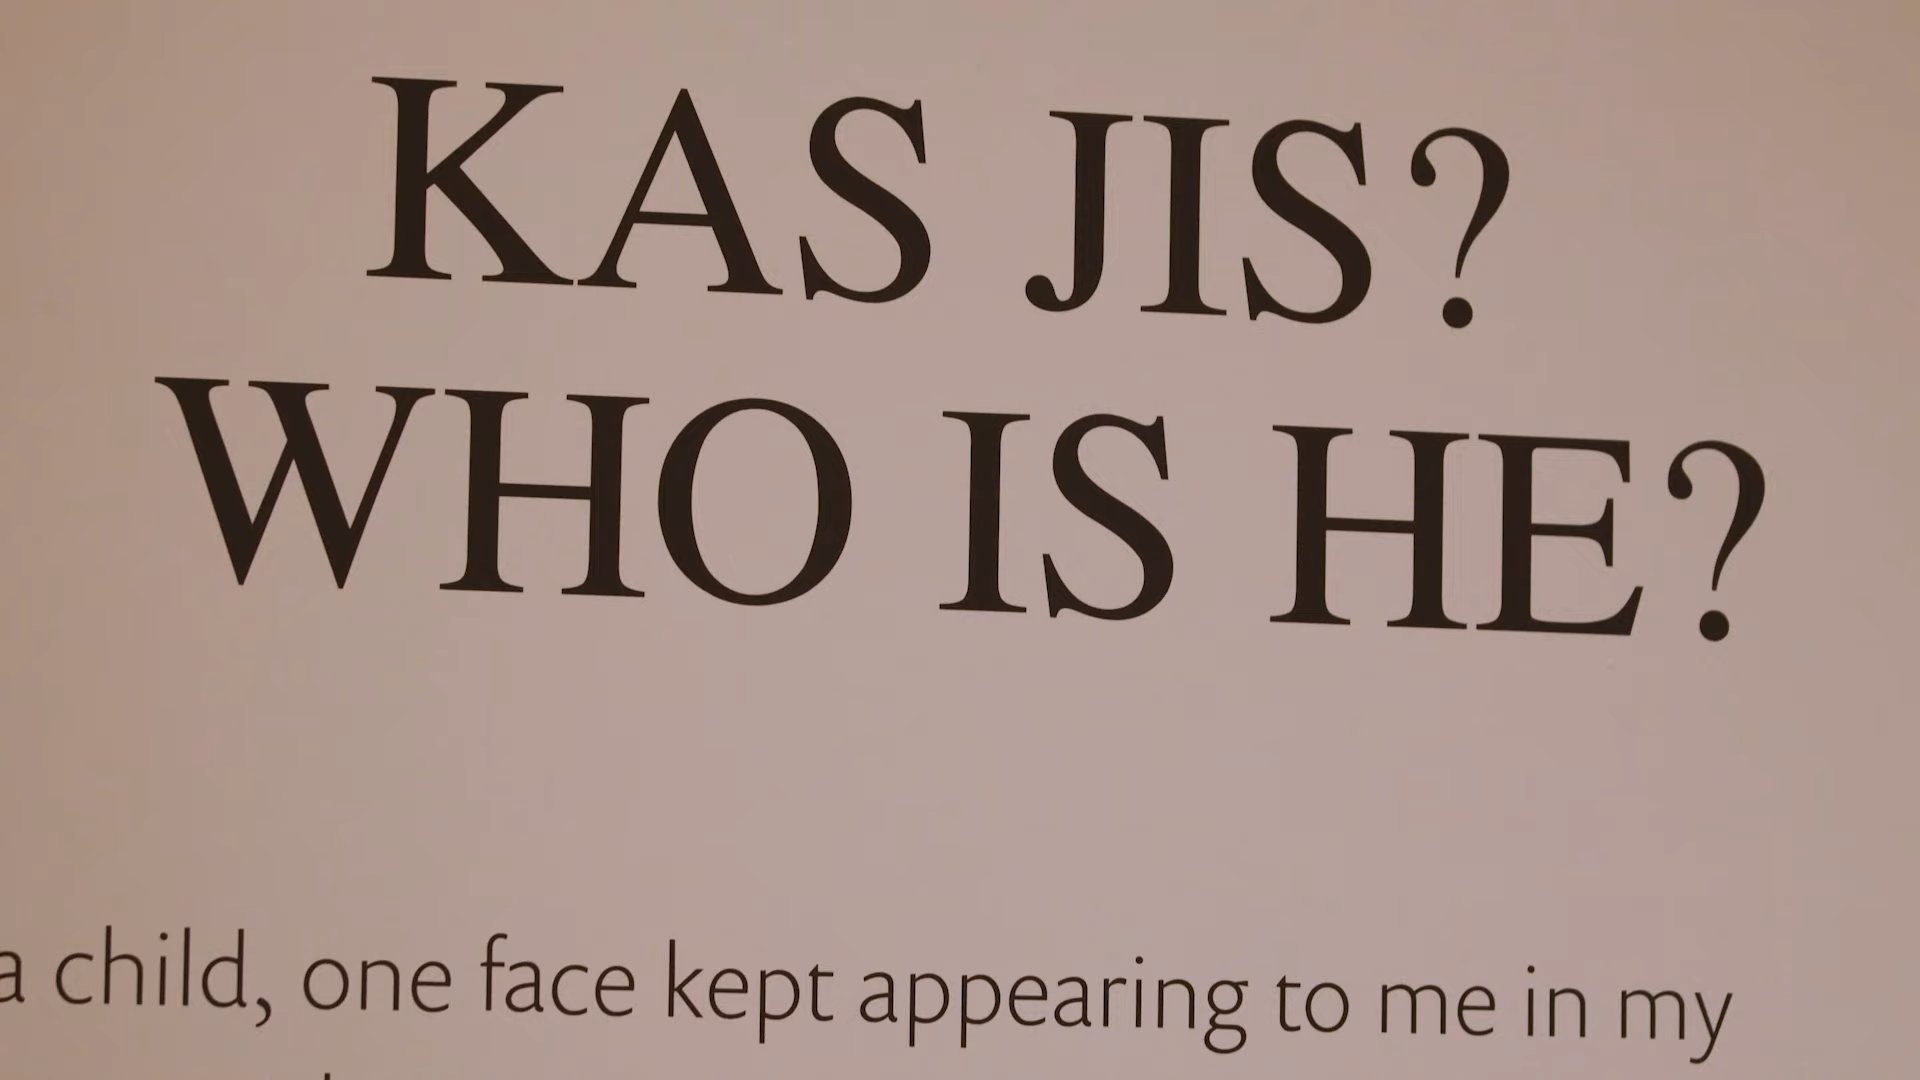 KAS JIS?
WHO IS HE?
a child, one face kept appearing to me in my